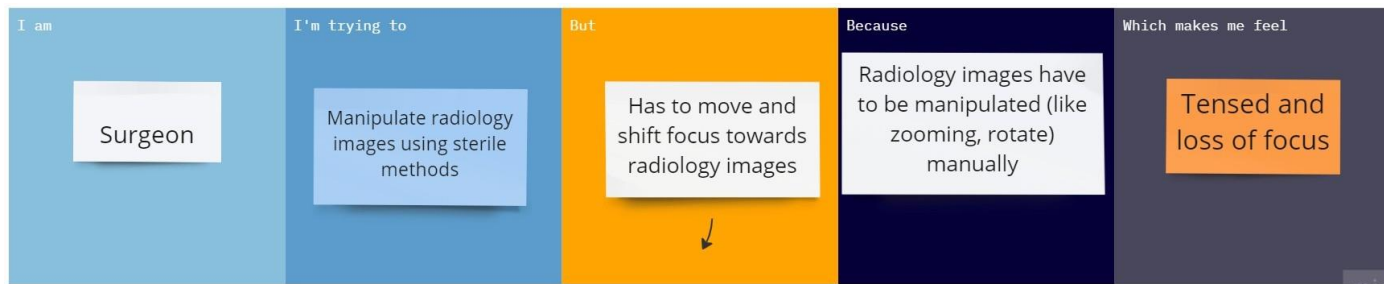 I am
Surgeon
I'm trying to
Manipulate radiology
images using sterile
methods
But
Has to move and
shift focus towards
radiology images
Because
Radiology images have
to be manipulated (like
zooming, rotate)
manually
Which makes me feel
Tensed and
loss of focus